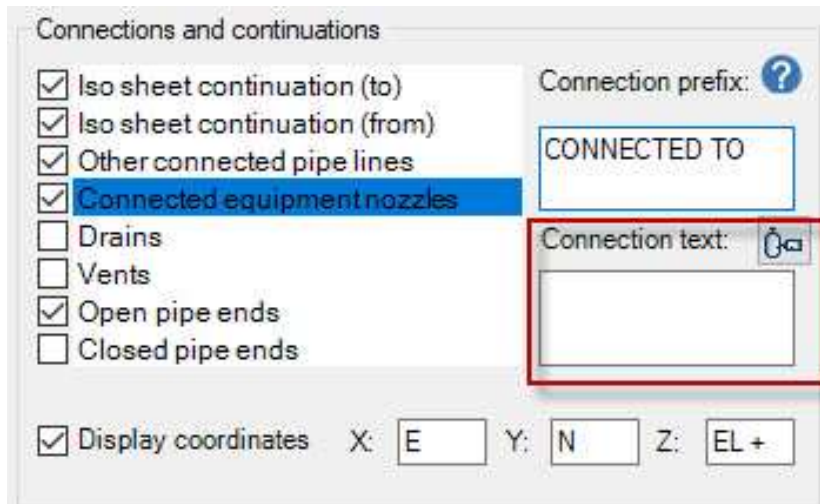 Connections and continuations
Iso sheet continuation (to)
Iso sheet continuation (from)
Other connected pipe lines
Connected equipment nozzles
Drains
Vents
Open pipe ends
Closed pipe ends
Connection prefix: ?
CONNECTED TO
Connection text:
Display coordinates X: E Y: N Z: EL +